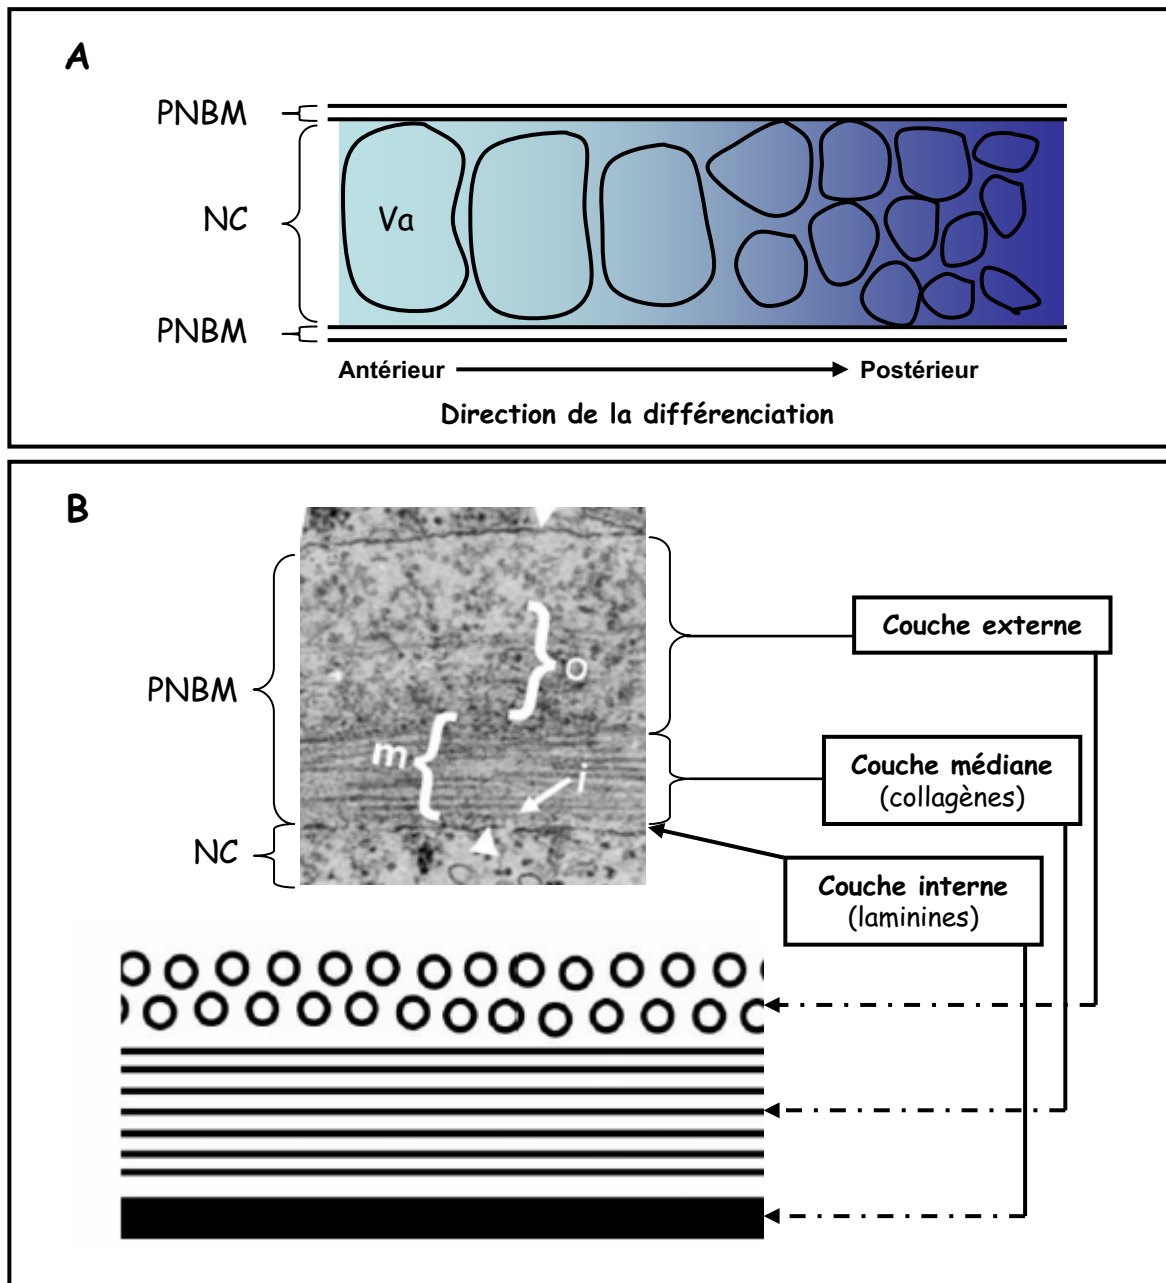 A
PNBM
NC
Va
PNBM
Antérieur
Postérieur
Direction de la différenciation
B
PNBM
NC
o
m
i
Couche externe
Couche médiane
(collagènes)
Couche interne
(laminines)